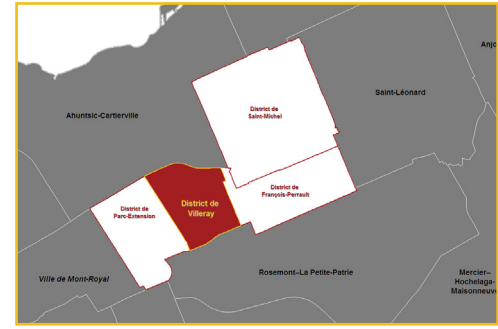 Anjo
Saint-Léonard
District de
Saint-Michel
Ahuntsic-Cartierville
District de
François-Perrault
District de
Villeray
District de
Parc-Extension
Rosemont–La Petite-Patrie
Ville de Mont-Royal
Mercier–
Hochelaga-
Maisonneuve